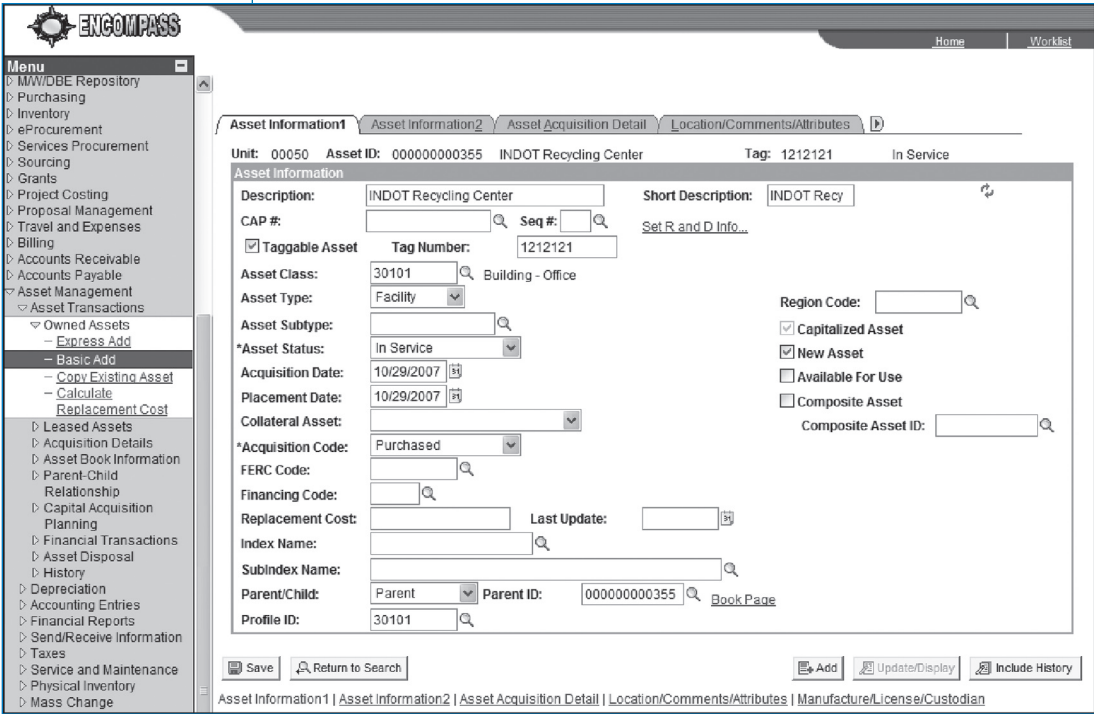 ENCOMPASS
Home Worklist
Menu
M/W/DBE Repository
Purchasing
Inventory
eProcurement
Services Procurement
Sourcing
Grants
Project Costing
Proposal Management
Travel and Expenses
Billing
Accounts Receivable
Accounts Payable
Asset Management
Asset Transactions
Owned Assets
– Express Add
– Basic Add
– Copy Existing Asset
– Calculate
Replacement Cost
Leased Assets
Acquisition Details
Asset Book Information
Parent-Child
Relationship
Capital Acquisition
Planning
Financial Transactions
Asset Disposal
History
Depreciation
Accounting Entries
Financial Reports
Send/Receive Information
Taxes
Service and Maintenance
Physical Inventory
Mass Change
Asset Information1 Asset Information2 Asset Acquisition Detail Location/Comments/Attributes
Unit: 00050 Asset ID: 000000000355 INDOT Recycling Center Tag: 1212121 In Service
Asset Information
Description: INDOT Recycling Center Short Description: INDOT Recy
CAP #: Seq #: Set R and D Info...
Taggable Asset Tag Number: 1212121
Asset Class: 30101 Building - Office
Asset Type: Facility Region Code:
Asset Subtype: Capitalized Asset
*Asset Status: In Service New Asset
Acquisition Date: 10/29/2007 31 Available For Use
Placement Date: 10/29/2007 31 Composite Asset
Collateral Asset: Composite Asset ID:
*Acquisition Code: Purchased
FERC Code:
Financing Code:
Replacement Cost: Last Update: 31
Index Name:
SubIndex Name:
Parent/Child: Parent Parent ID: 000000000355 Book Page
Profile ID: 30101
Save Return to Search Add Update/Display Include History
Asset Information1 | Asset Information2 | Asset Acquisition Detail | Location/Comments/Attributes | Manufacture/License/Custodian